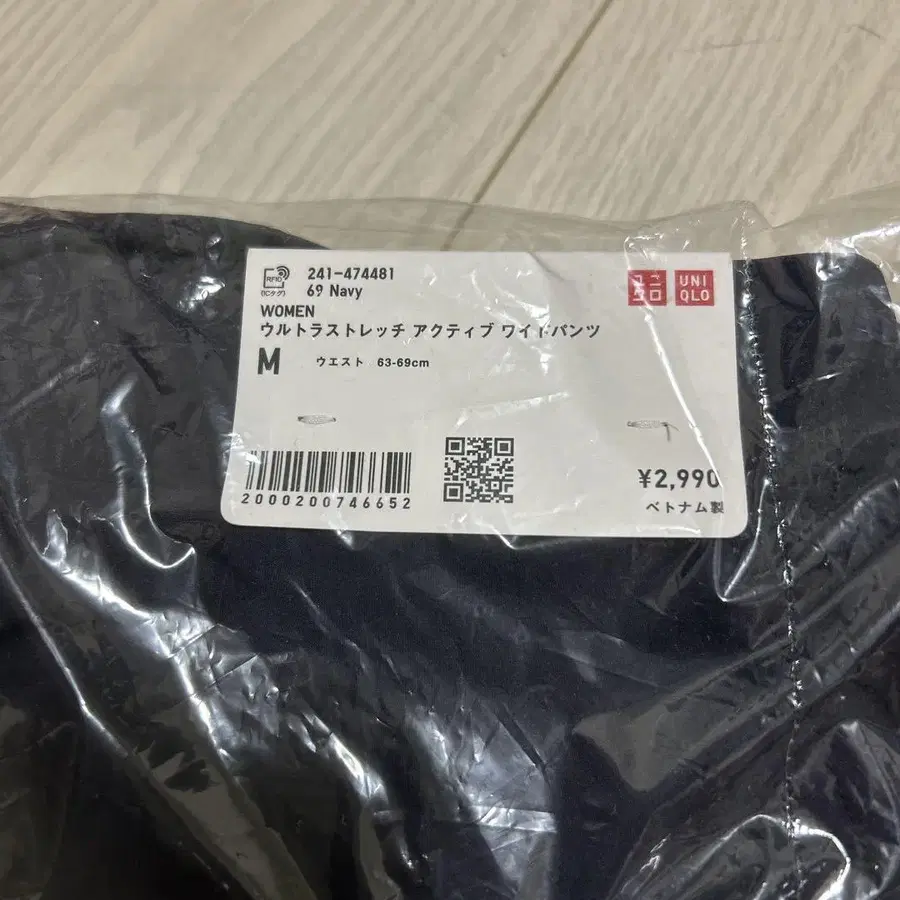 RFID
(ICタグ)
241-474481
69 Navy
ユニ
クロ
UNI
QLO
WOMEN
ウルトラストレッチ アクティブ ワイドパンツ
M ウエスト 63-69cm
2000200746652
¥2,990
ベトナム製